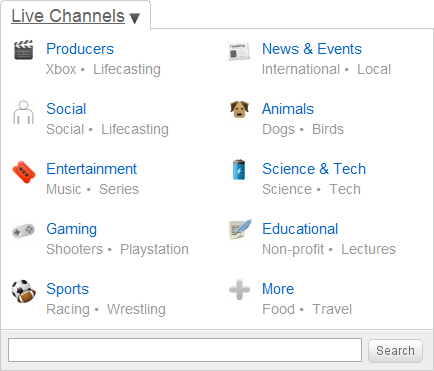 Live Channels ▼
Producers
Xbox • Lifecasting
News & Events
International • Local
Social
Social • Lifecasting
Animals
Dogs • Birds
Entertainment
Music • Series
Science & Tech
Science • Tech
Gaming
Shooters • Playstation
Educational
Non-profit • Lectures
Sports
Racing • Wrestling
More
Food • Travel
Search